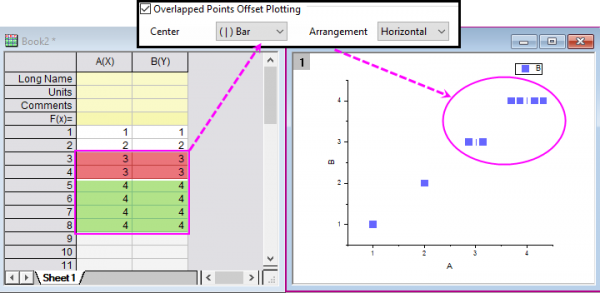 Overlapped Points Offset Plotting
Center (|) Bar Arrangement Horizontal
Book2 *
A(X) B(Y)
Long Name
Units
Comments
F(x)=
1 1 1
2 2 2
3 3 3
4 3 3
5 4 4
6 4 4
7 4 4
8 4 4
9
10
11
Sheet1
1
B
4
3
2
1
B
1 2 3 4
A